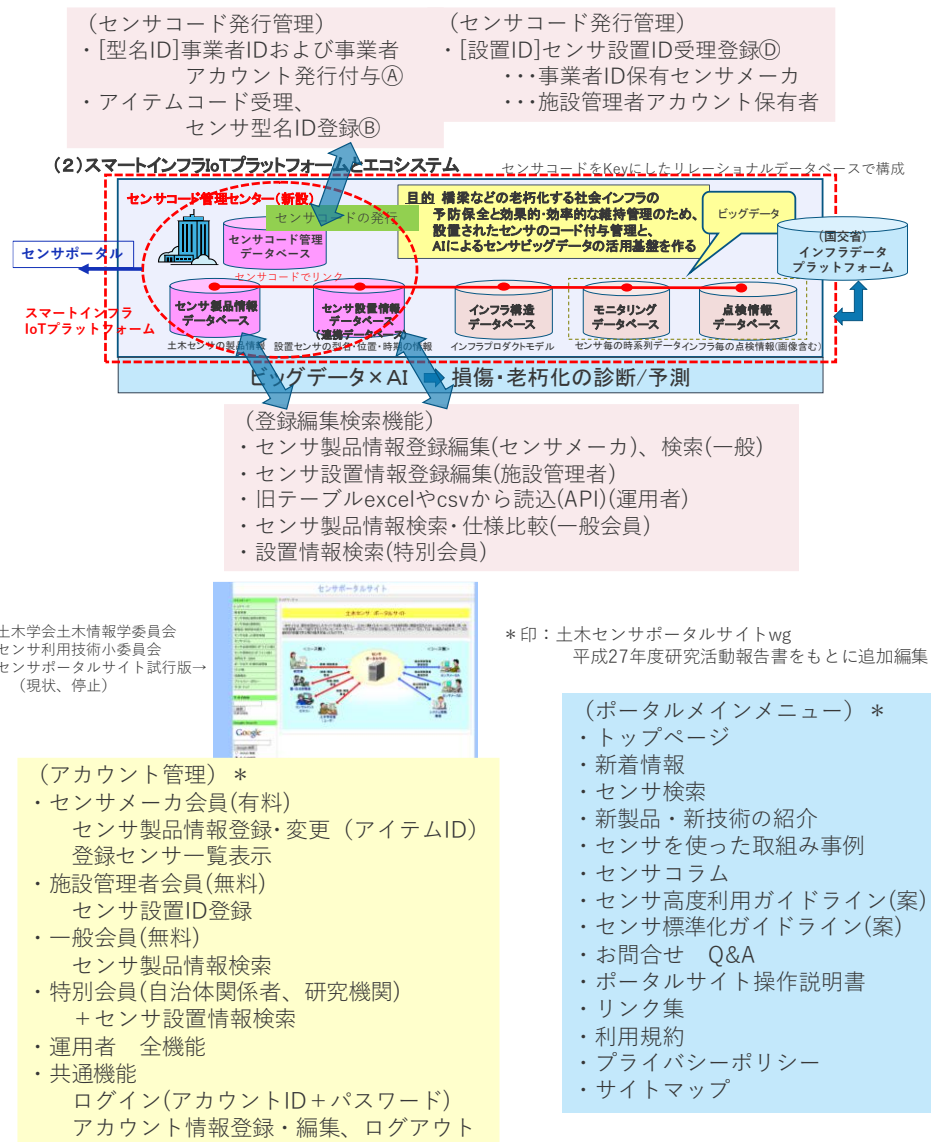 （センサコード発行管理）
・[型名ID]事業者IDおよび事業者
アカウント発行付与Ⓐ
・アイテムコード受理、
センサ型名ID登録Ⓑ
（センサコード発行管理）
・[設置ID]センサ設置ID受理登録Ⓓ
･･･事業者ID保有センサメーカ
･･･施設管理者アカウント保有者
（2）スマートインフラIoTプラットフォームとエコシステム
センサコードをKeyにしたリレーショナルデータベースで構成
センサコード管理センター（新設）
センサコードの発行
センサコード管理
データベース
目的 橋梁などの老朽化する社会インフラの
予防保全と効果的・効率的な維持管理のため、
設置されたセンサのコード付与管理と、
AIによるセンサビッグデータの活用基盤を作る
ビッグデータ
（国交省）
インフラデータ
プラットフォーム
センサポータル
センサコードでリンク
スマートインフラ
IoTプラットフォーム
センサ製品情報
データベース
センサ設置情報
データベース
（連携データベース）
インフラ構造
データベース
モニタリング
データベース
点検情報
データベース
土木センサの製品情報
設置センサの型名・位置・時期の情報
インフラプロダクトモデル
センサ毎の時系列データ
インフラ毎の点検情報(画像含む)
ビッグデータ×AI ➡ 損傷・老朽化の診断/予測
（登録編集検索機能）
・センサ製品情報登録編集(センサメーカ)、検索(一般)
・センサ設置情報登録編集(施設管理者)
・旧テーブルexcelやcsvから読込(API)(運用者)
・センサ製品情報検索・仕様比較(一般会員)
・設置情報検索(特別会員)
土木学会土木情報学委員会
センサ利用技術小委員会
センサポータルサイト試行版→
（現状、停止）
センサポータルサイト
土木センサ ポータルサイト
Google
＊印：土木センサポータルサイトwg
平成27年度研究活動報告書をもとに追加編集
（アカウント管理）＊
・センサメーカ会員(有料)
センサ製品情報登録・変更（アイテムID）
登録センサ一覧表示
・施設管理者会員(無料)
センサ設置ID登録
・一般会員(無料)
センサ製品情報検索
・特別会員(自治体関係者、研究機関)
＋センサ設置情報検索
・運用者　全機能
・共通機能
ログイン(アカウントID＋パスワード)
アカウント情報登録・編集、ログアウト
（ポータルメインメニュー）＊
・トップページ
・新着情報
・センサ検索
・新製品・新技術の紹介
・センサを使った取組み事例
・センサコラム
・センサ高度利用ガイドライン(案)
・センサ標準化ガイドライン(案)
・お問合せ　Q&A
・ポータルサイト操作説明書
・リンク集
・利用規約
・プライバシーポリシー
・サイトマップ